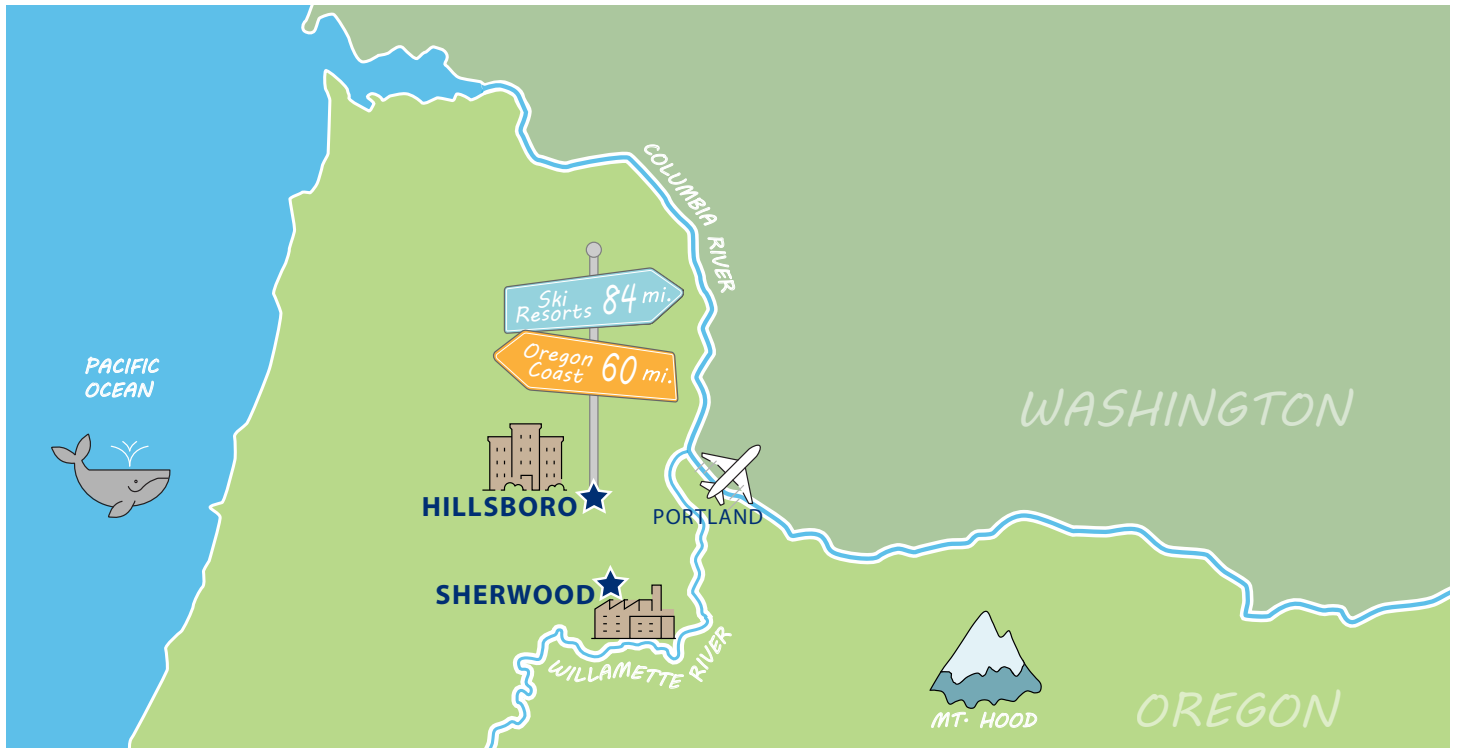 COLUMBIA RIVER
Ski
Resorts 84 mi.
Oregon
Coast 60 mi.
PACIFIC
OCEAN
WASHINGTON
HILLSBORO
PORTLAND
SHERWOOD
WILLAMETTE RIVER
MT. HOOD
OREGON